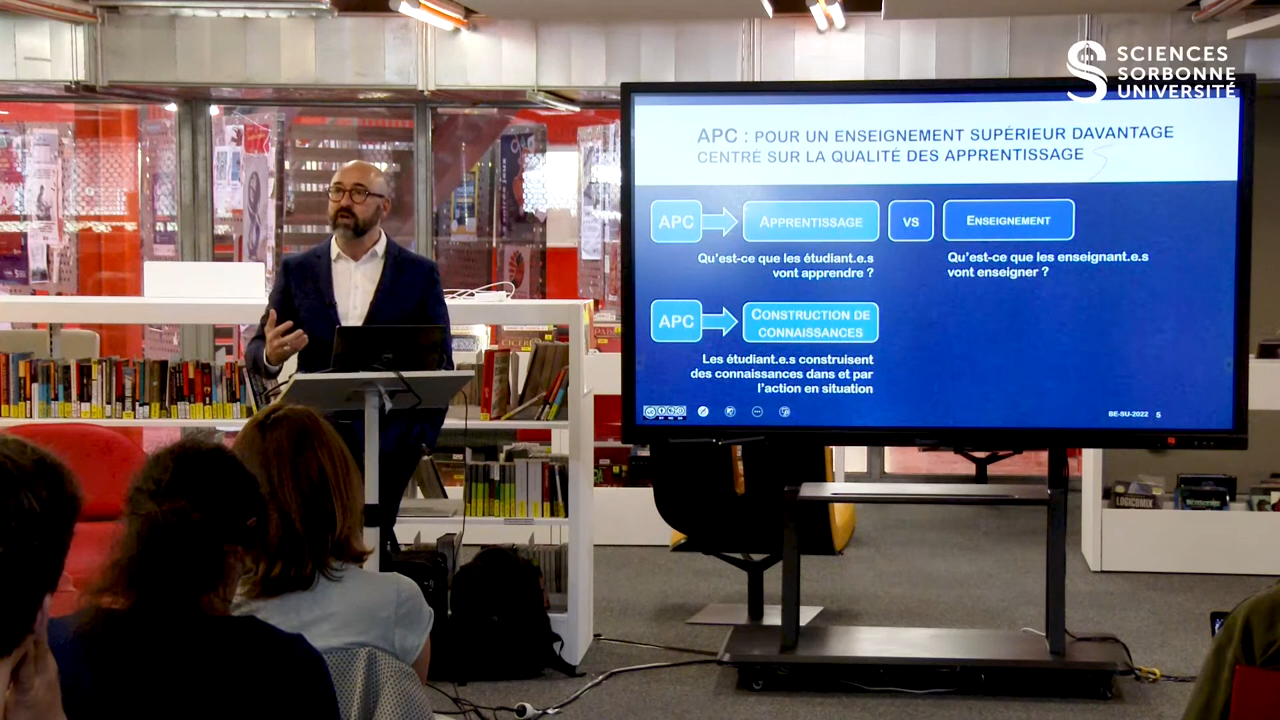 SCIENCES
SORBONNE
UNIVERSITÉ
APC : POUR UN ENSEIGNEMENT SUPÉRIEUR DAVANTAGE
CENTRÉ SUR LA QUALITÉ DES APPRENTISSAGE
APC
APPRENTISSAGE
VS
ENSEIGNEMENT
Qu'est-ce que les étudiant.e.s
vont apprendre ?
Qu'est-ce que les enseignant.e.s
vont enseigner ?
APC
CONSTRUCTION DE
CONNAISSANCES
Les étudiant.e.s construisent
des connaissances dans et par
l'action en situation
BE-SU-2022 5
LOGICOMIX